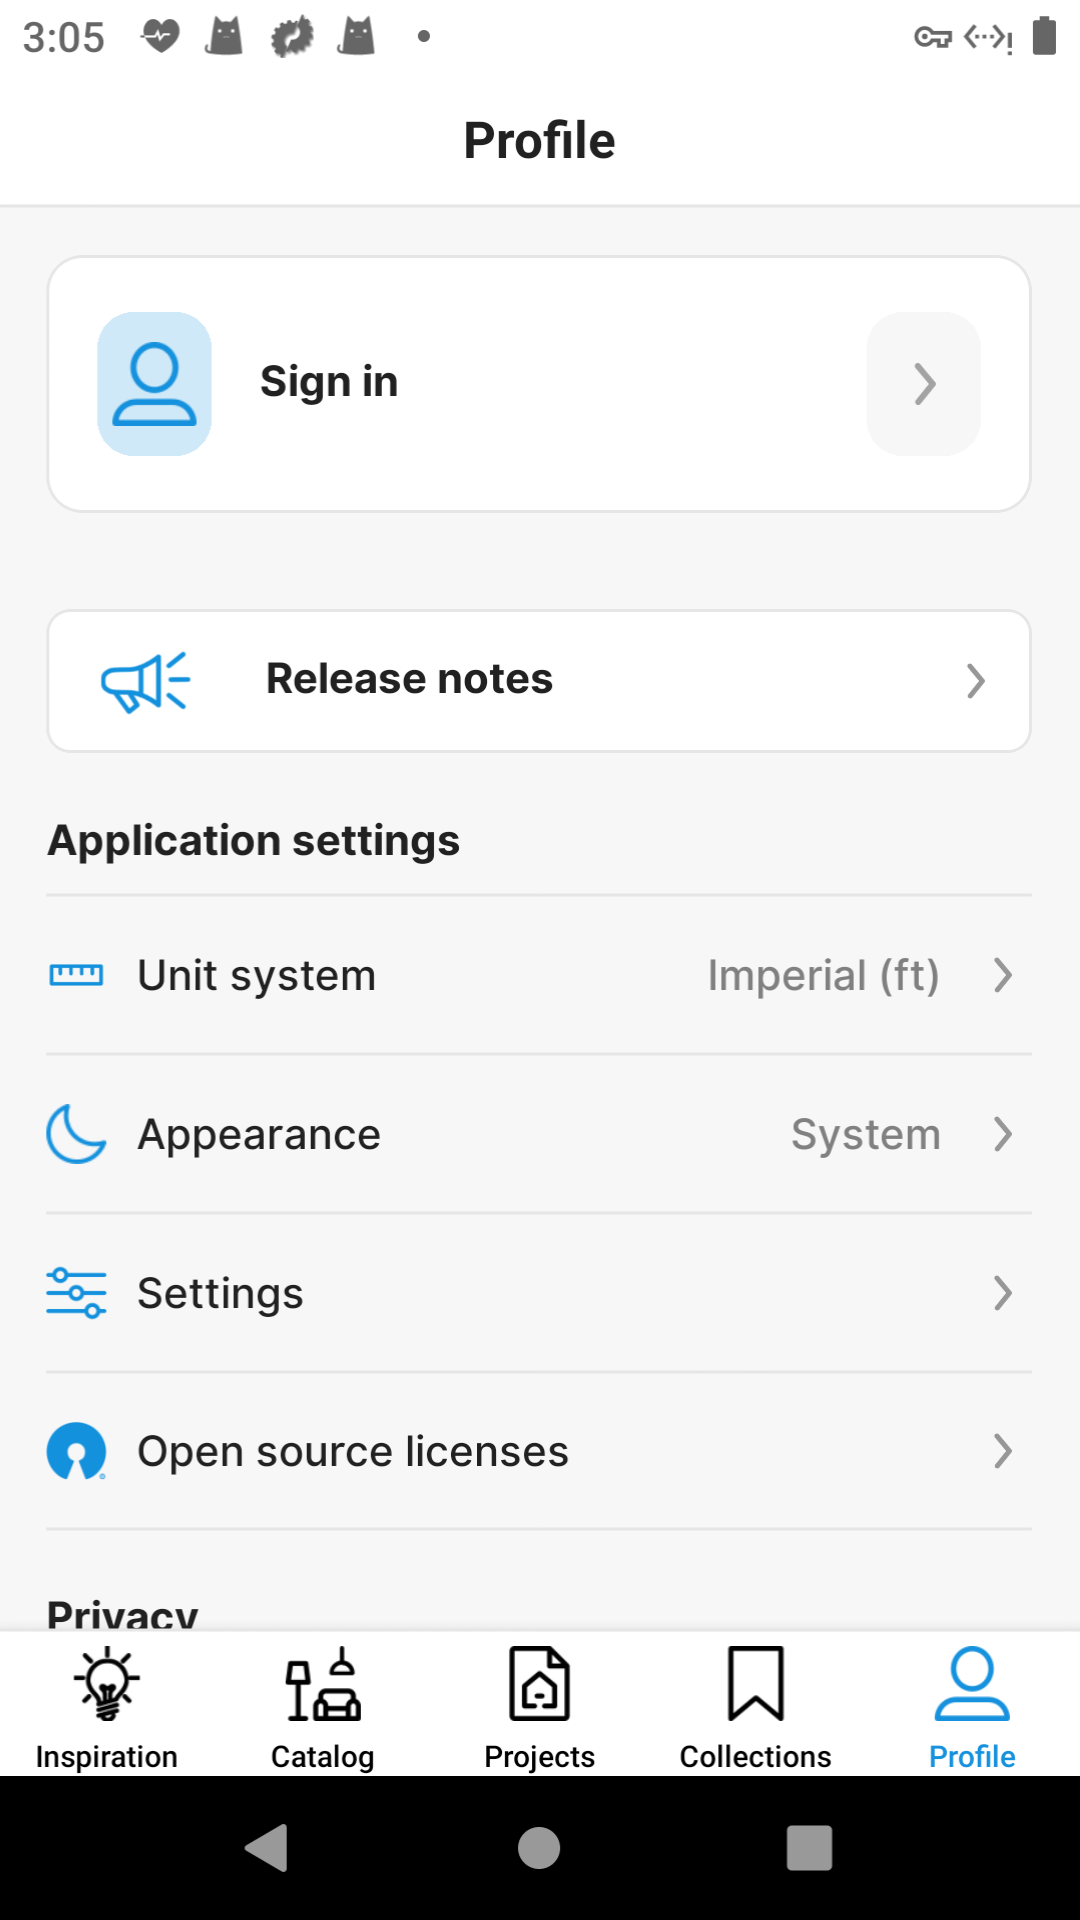 3:05
Profile
Sign in
Release notes
Application settings
Unit system Imperial (ft)
Appearance System
Settings
Open source licenses
Privacy
Inspiration Catalog Projects Collections Profile